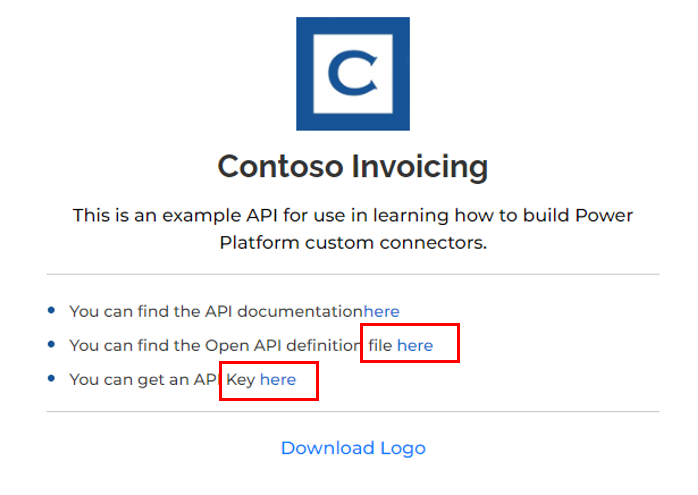 C
Contoso Invoicing
This is an example API for use in learning how to build Power
Platform custom connectors.
You can find the API documentationhere
You can find the Open API definition file here
You can get an API Key here
Download Logo